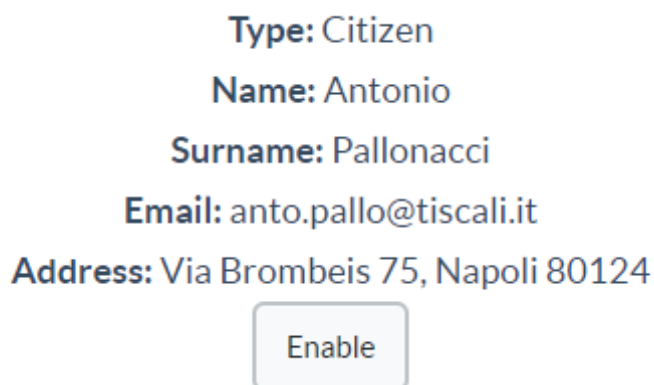 Type: Citizen
Name: Antonio
Surname: Pallonacci
Email: anto.pallo@tiscali.it
Address: Via Brombeis 75, Napoli 80124
Enable